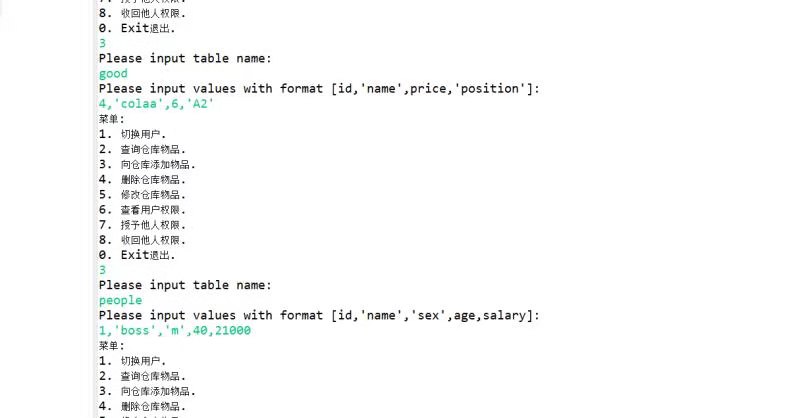 8. 收回他人权限.
0. Exit退出.
3
Please input table name:
good
Please input values with format [id,'name',price,'position']:
4,'colaa',6,'A2'
菜单:
1. 切换用户.
2. 查询仓库物品.
3. 向仓库添加物品.
4. 删除仓库物品.
5. 修改仓库物品.
6. 查看用户权限.
7. 授予他人权限.
8. 收回他人权限.
0. Exit退出.
3
Please input table name:
people
Please input values with format [id,'name','sex',age,salary]:
1,'boss','m',40,21000
菜单:
1. 切换用户.
2. 查询仓库物品.
3. 向仓库添加物品.
4. 删除仓库物品.